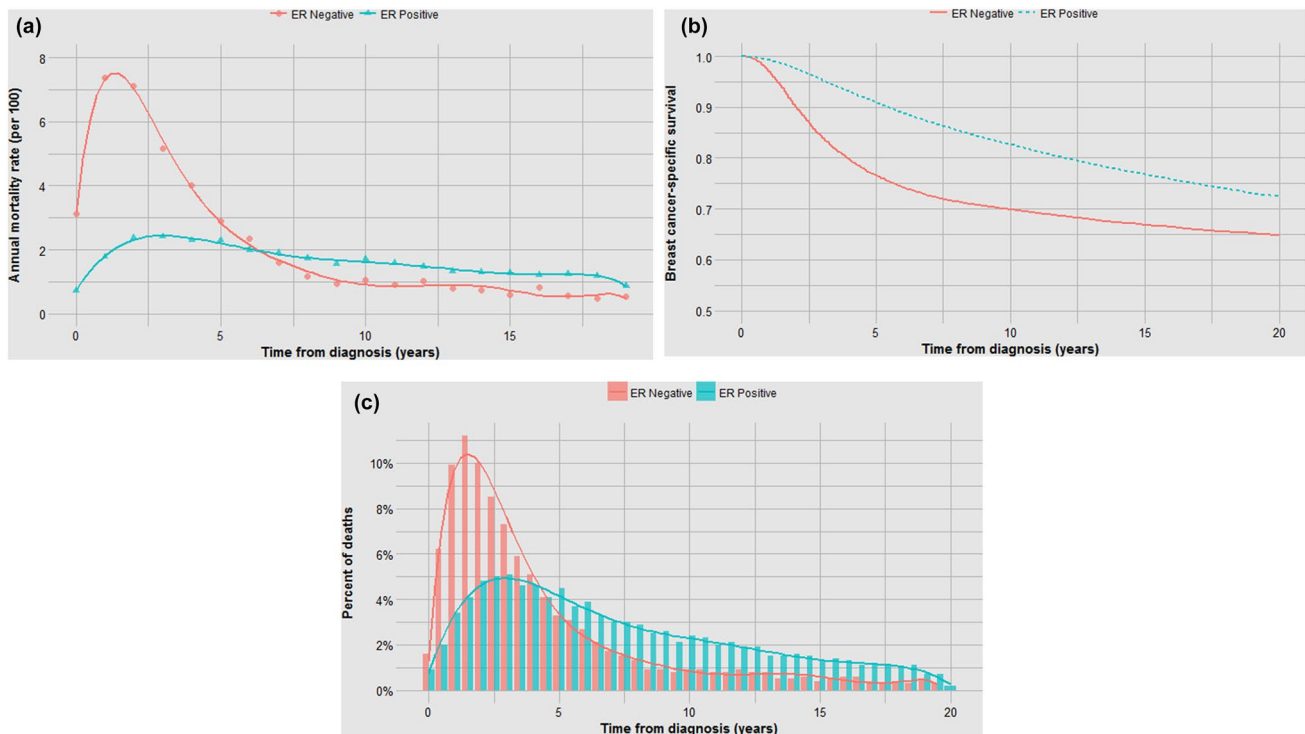 (a)
ER Negative ER Positive
Annual mortality rate (per 100)
8
6
4
2
0
0 5 10 15
Time from diagnosis (years)
(b)
ER Negative ER Positive
Breast cancer-specific survival
1.0
0.9
0.8
0.7
0.6
0.5
0 5 10 15 20
Time from diagnosis (years)
(c)
ER Negative ER Positive
Percent of deaths
10%
8%
6%
4%
2%
0%
0 5 10 15 20
Time from diagnosis (years)